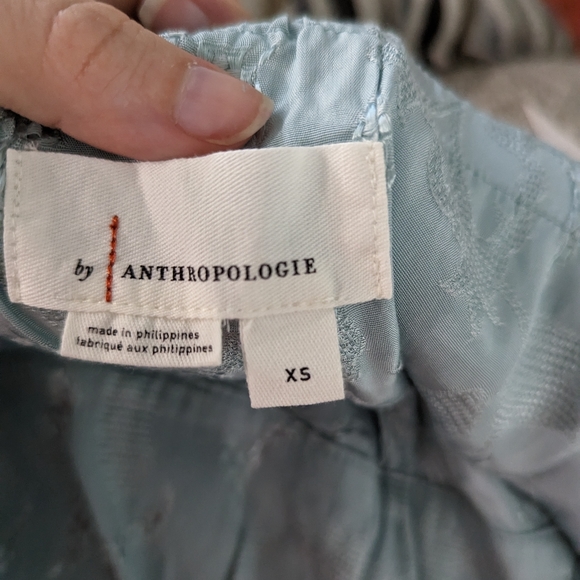 by ANTHROPOLOGIE
made in philippines
fabriqué aux philippines
XS